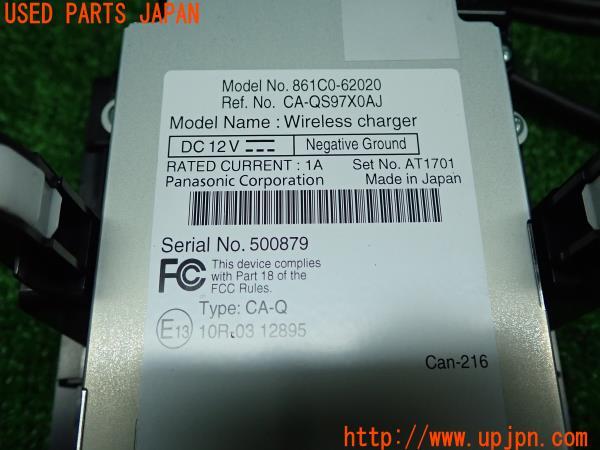 USED PARTS JAPAN
Model No. 861C0-62020
Ref. No. CA-QS97X0AJ
Model Name : Wireless charger
DC 12 V Negative Ground
RATED CURRENT : 1A Set No. AT1701
Panasonic Corporation Made in Japan
Serial No. 500879
FC This device complies
with Part 18 of the
FCC Rules.
Type: CA-Q
E13 10R-03 12895
Can-216
http://www.upjpn.com/